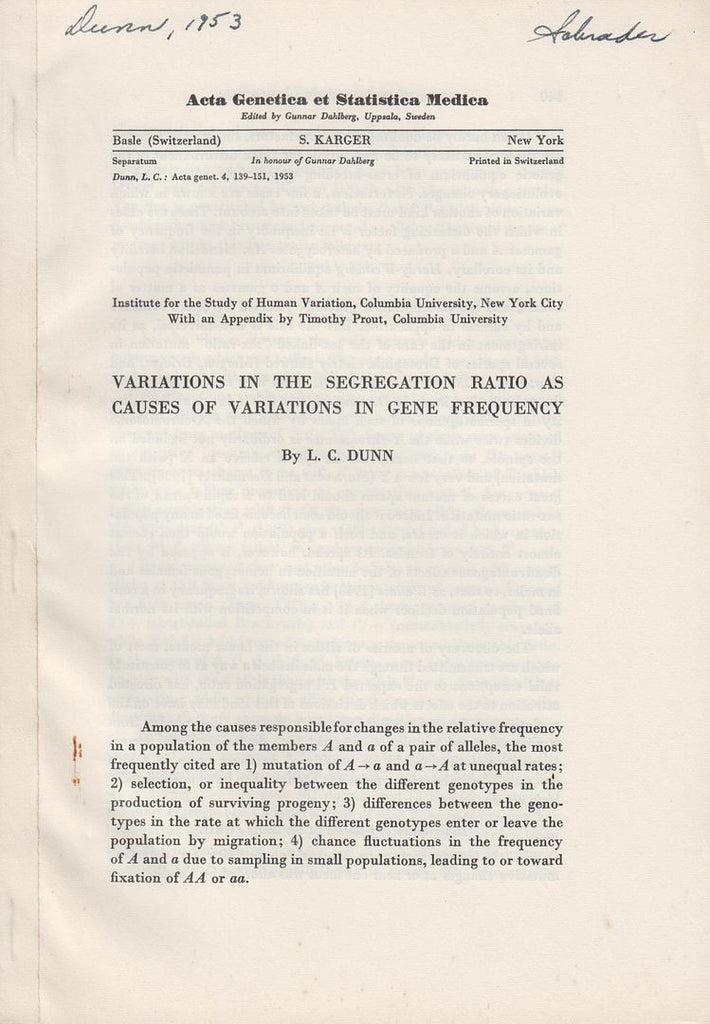 Dunn, 1953
Schrader
Acta Genetica et Statistica Medica
Edited by Gunnar Dahlberg, Uppsala, Sweden
Basle (Switzerland) S. KARGER New York
Separatum In honour of Gunnar Dahlberg Printed in Switzerland
Dunn, L. C.: Acta genet. 4, 139–151, 1953
Institute for the Study of Human Variation, Columbia University, New York City
With an Appendix by Timothy Prout, Columbia University
VARIATIONS IN THE SEGREGATION RATIO AS
CAUSES OF VARIATIONS IN GENE FREQUENCY
By L. C. DUNN
Among the causes responsible for changes in the relative frequency
in a population of the members A and a of a pair of alleles, the most
frequently cited are 1) mutation of A → a and a → A at unequal rates;
2) selection, or inequality between the different genotypes in the
production of surviving progeny; 3) differences between the geno-
types in the rate at which the different genotypes enter or leave the
population by migration; 4) chance fluctuations in the frequency
of A and a due to sampling in small populations, leading to or toward
fixation of AA or aa.